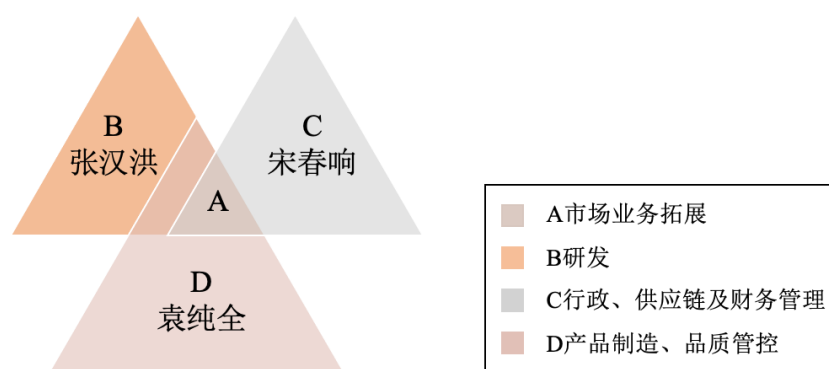 B
张汉洪
C
宋春响
A
D
袁纯全
A市场业务拓展
B研发
C行政、供应链及财务管理
D产品制造、品质管控